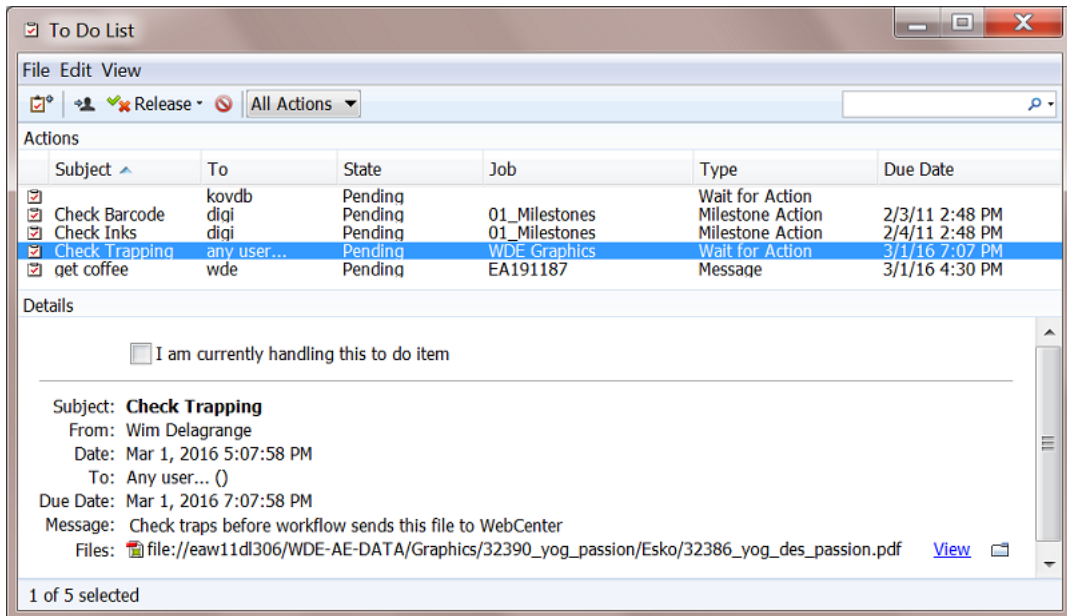 To Do List
File Edit View
Release All Actions
Actions
Subject To State Job Type Due Date
kovdb Pending Wait for Action
Check Barcode digi Pending 01_Milestones Milestone Action 2/3/11 2:48 PM
Check Inks digi Pending 01_Milestones Milestone Action 2/4/11 2:48 PM
Check Trapping any user... Pending WDE Graphics Wait for Action 3/1/16 7:07 PM
get coffee wde Pending EA191187 Message 3/1/16 4:30 PM
Details
I am currently handling this to do item
Subject: Check Trapping
From: Wim Delagrange
Date: Mar 1, 2016 5:07:58 PM
To: Any user... ()
Due Date: Mar 1, 2016 7:07:58 PM
Message: Check traps before workflow sends this file to WebCenter
Files: file://eaw11dl306/WDE-AE-DATA/Graphics/32390_yog_passion/Esko/32386_yog_des_passion.pdf View
1 of 5 selected